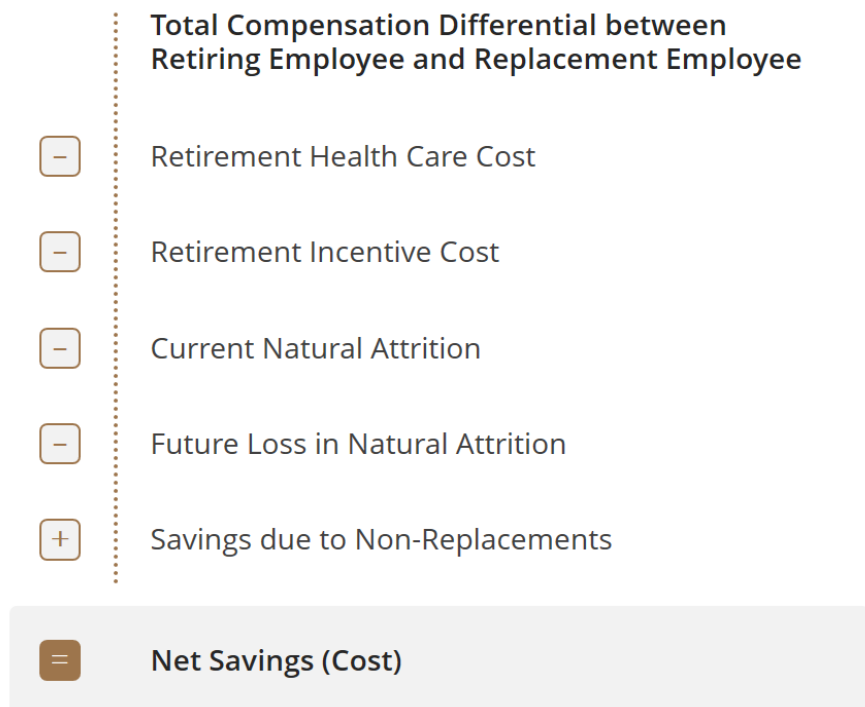 Total Compensation Differential between
Retiring Employee and Replacement Employee
− Retirement Health Care Cost
− Retirement Incentive Cost
− Current Natural Attrition
− Future Loss in Natural Attrition
+ Savings due to Non-Replacements
= Net Savings (Cost)